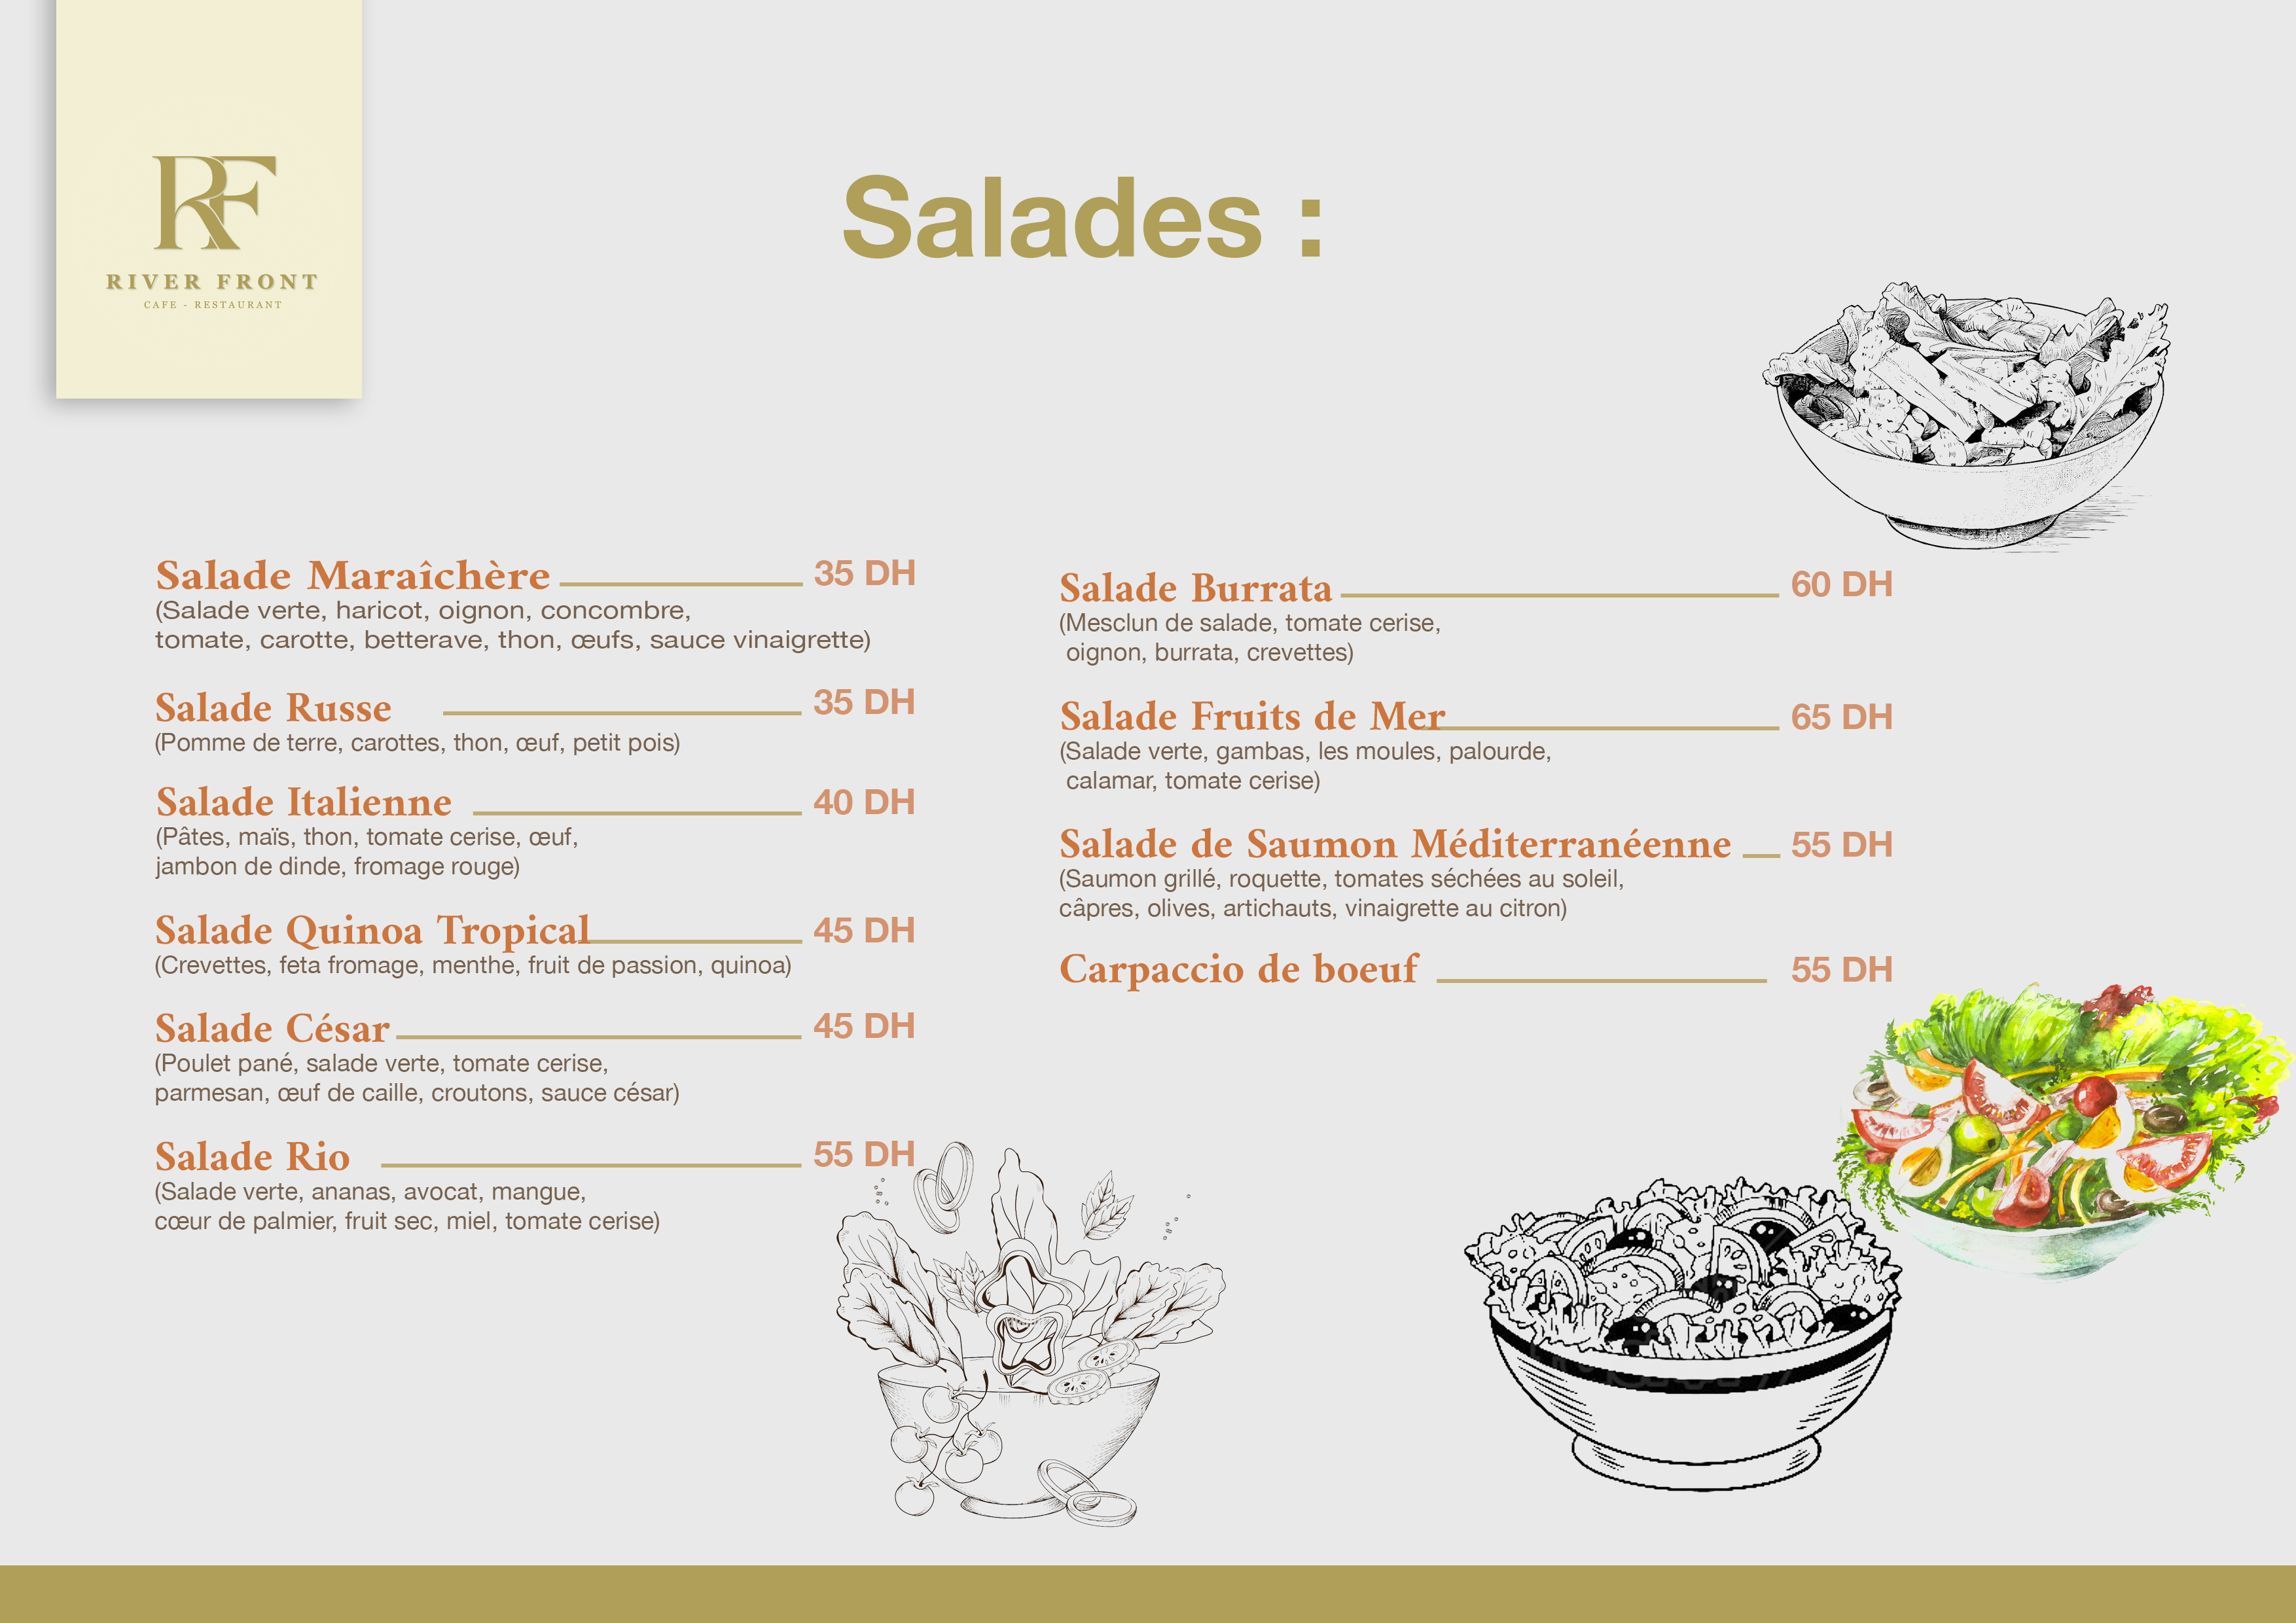 RF
RIVER FRONT
CAFE - RESTAURANT
Salades :
Salade Maraîchère 35 DH
(Salade verte, haricot, oignon, concombre,
tomate, carotte, betterave, thon, œufs, sauce vinaigrette)
Salade Russe 35 DH
(Pomme de terre, carottes, thon, œuf, petit pois)
Salade Italienne 40 DH
(Pâtes, maïs, thon, tomate cerise, œuf,
jambon de dinde, fromage rouge)
Salade Quinoa Tropical 45 DH
(Crevettes, feta fromage, menthe, fruit de passion, quinoa)
Salade César 45 DH
(Poulet pané, salade verte, tomate cerise,
parmesan, œuf de caille, croutons, sauce césar)
Salade Rio 55 DH
(Salade verte, ananas, avocat, mangue,
cœur de palmier, fruit sec, miel, tomate cerise)
Salade Burrata 60 DH
(Mesclun de salade, tomate cerise,
oignon, burrata, crevettes)
Salade Fruits de Mer 65 DH
(Salade verte, gambas, les moules, palourde,
calamar, tomate cerise)
Salade de Saumon Méditerranéenne 55 DH
(Saumon grillé, roquette, tomates séchées au soleil,
câpres, olives, artichauts, vinaigrette au citron)
Carpaccio de boeuf 55 DH